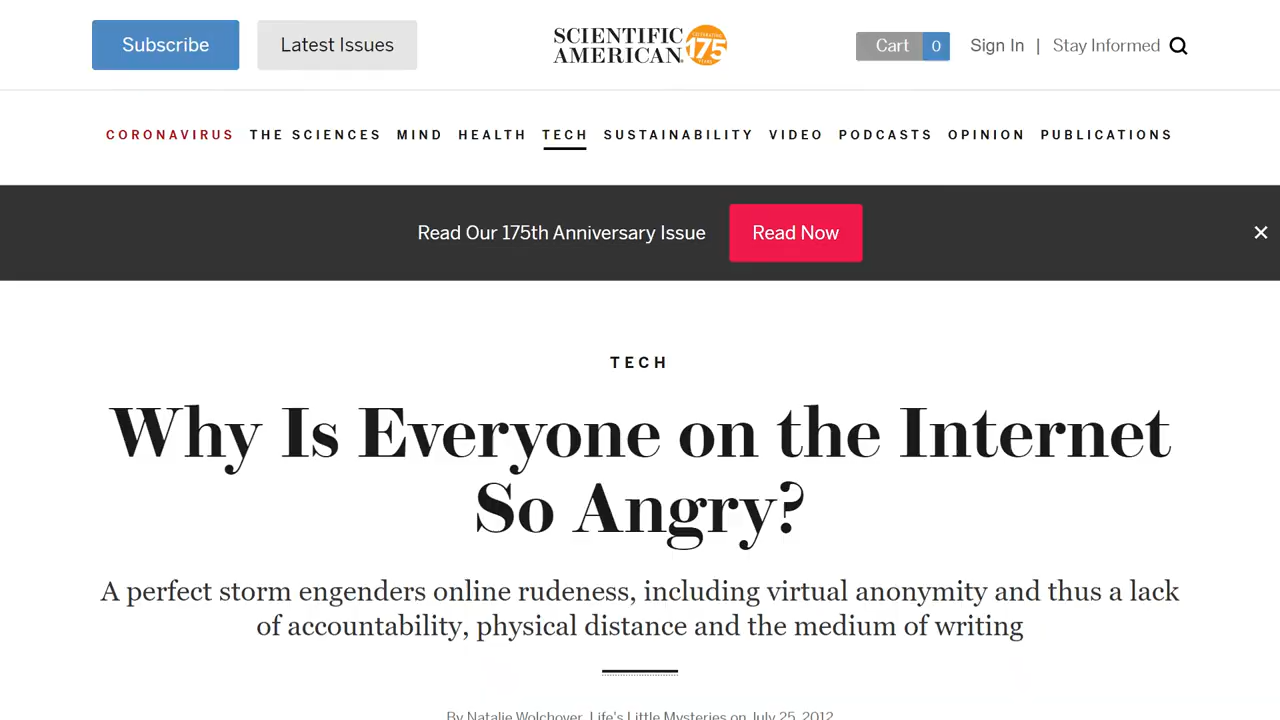 Subscribe
Latest Issues
SCIENTIFIC
AMERICAN
CELEBRATING
175
YEARS
Cart 0
Sign In | Stay Informed
CORONAVIRUS THE SCIENCES MIND HEALTH TECH SUSTAINABILITY VIDEO PODCASTS OPINION PUBLICATIONS
Read Our 175th Anniversary Issue
Read Now
TECH
Why Is Everyone on the Internet
So Angry?
A perfect storm engenders online rudeness, including virtual anonymity and thus a lack
of accountability, physical distance and the medium of writing
By Natalie Wolchover, Life's Little Mysteries on July 25, 2012